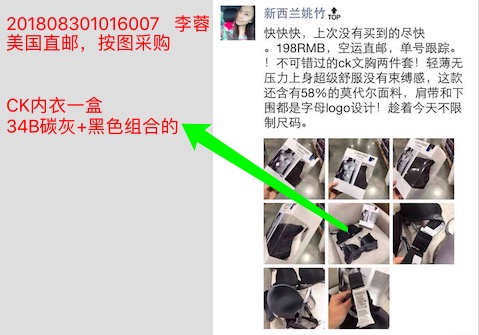 201808301016007 李蓉
美国直邮，按图采购
CK内衣一盒
34B碳灰+黑色组合的
新西兰姚竹 TOP
快快快，上次没有买到的尽快
。198RMB，空运直邮，单号跟踪。
！不可错过的ck文胸两件套！轻薄无
压力上身超级舒服没有束缚感，这款
还含有58%的莫代尔面料，肩带和下
围都是字母logo设计！趁着今天不限
制尺码。